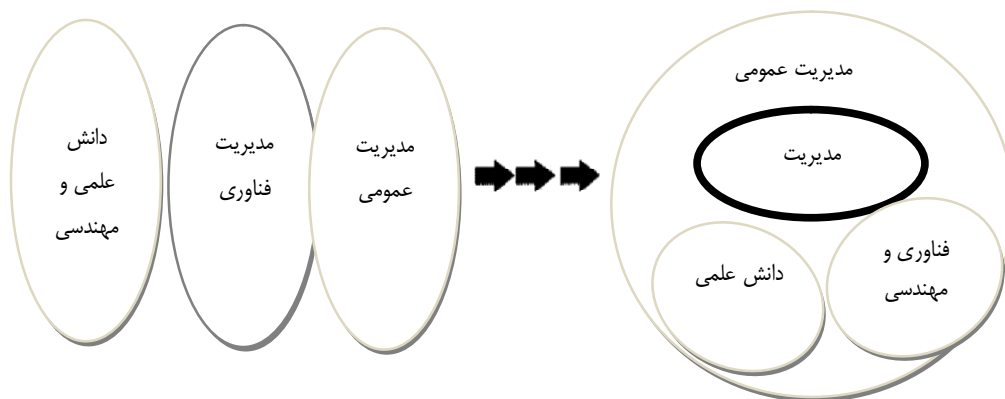 مدیریت عمومی
مدیریت
فناوری و
مهندسی
دانش علمی
مدیریت
عمومی
مدیریت
فناوری
دانش
علمی و
مهندسی